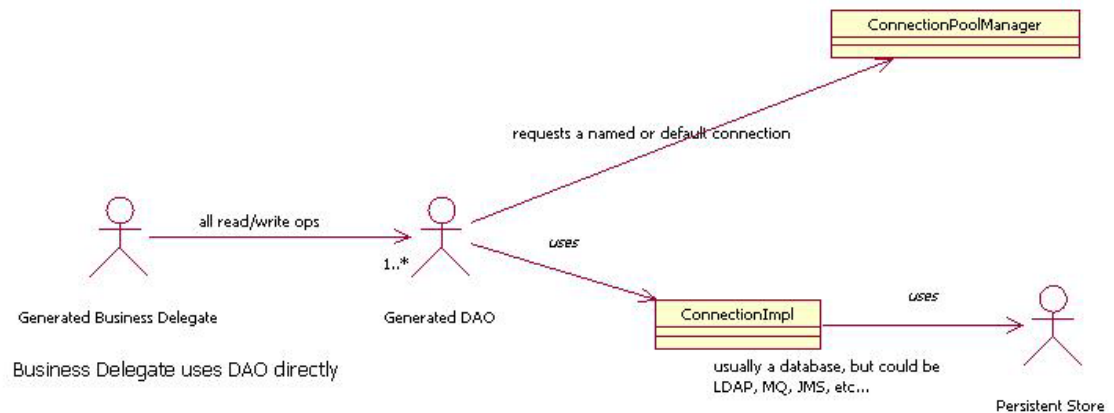 ConnectionPoolManager
requests a named or default connection
all read/write ops
1..*
uses
Generated Business Delegate
Generated DAO
ConnectionImpl
uses
Business Delegate uses DAO directly
usually a database, but could be
LDAP, MQ, JMS, etc...
Persistent Store